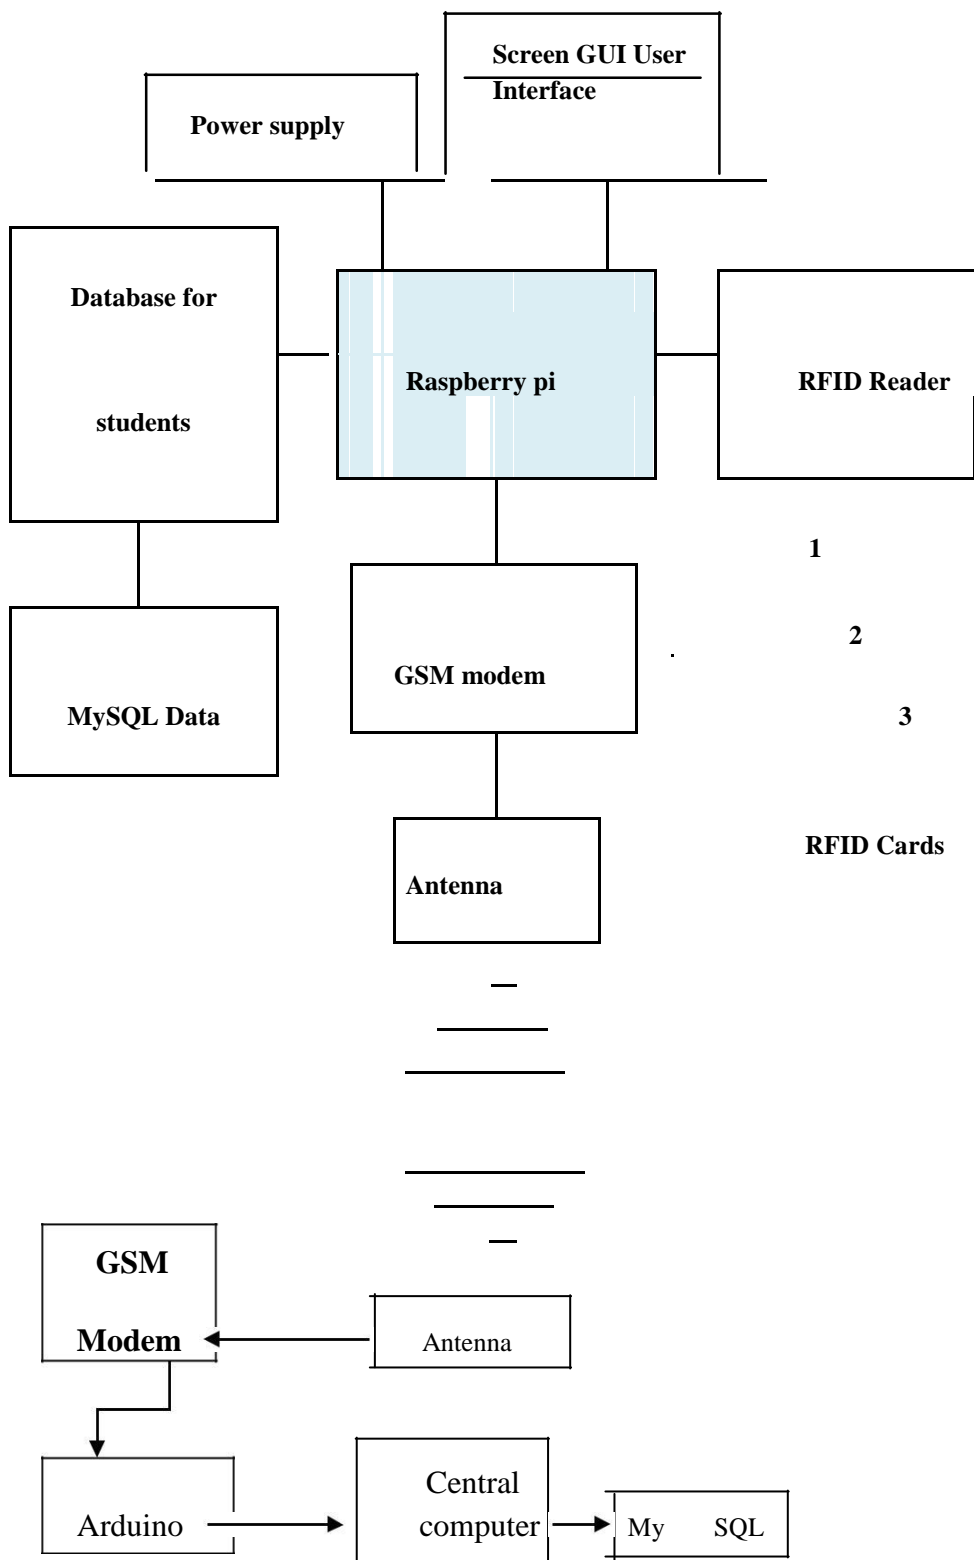 Screen GUI User
Interface
Power supply
Database for
students
Raspberry pi
RFID Reader
1
2
3
GSM modem
MySQL Data
RFID Cards
Antenna
GSM
Modem
Antenna
Arduino
Central
computer
My SQL